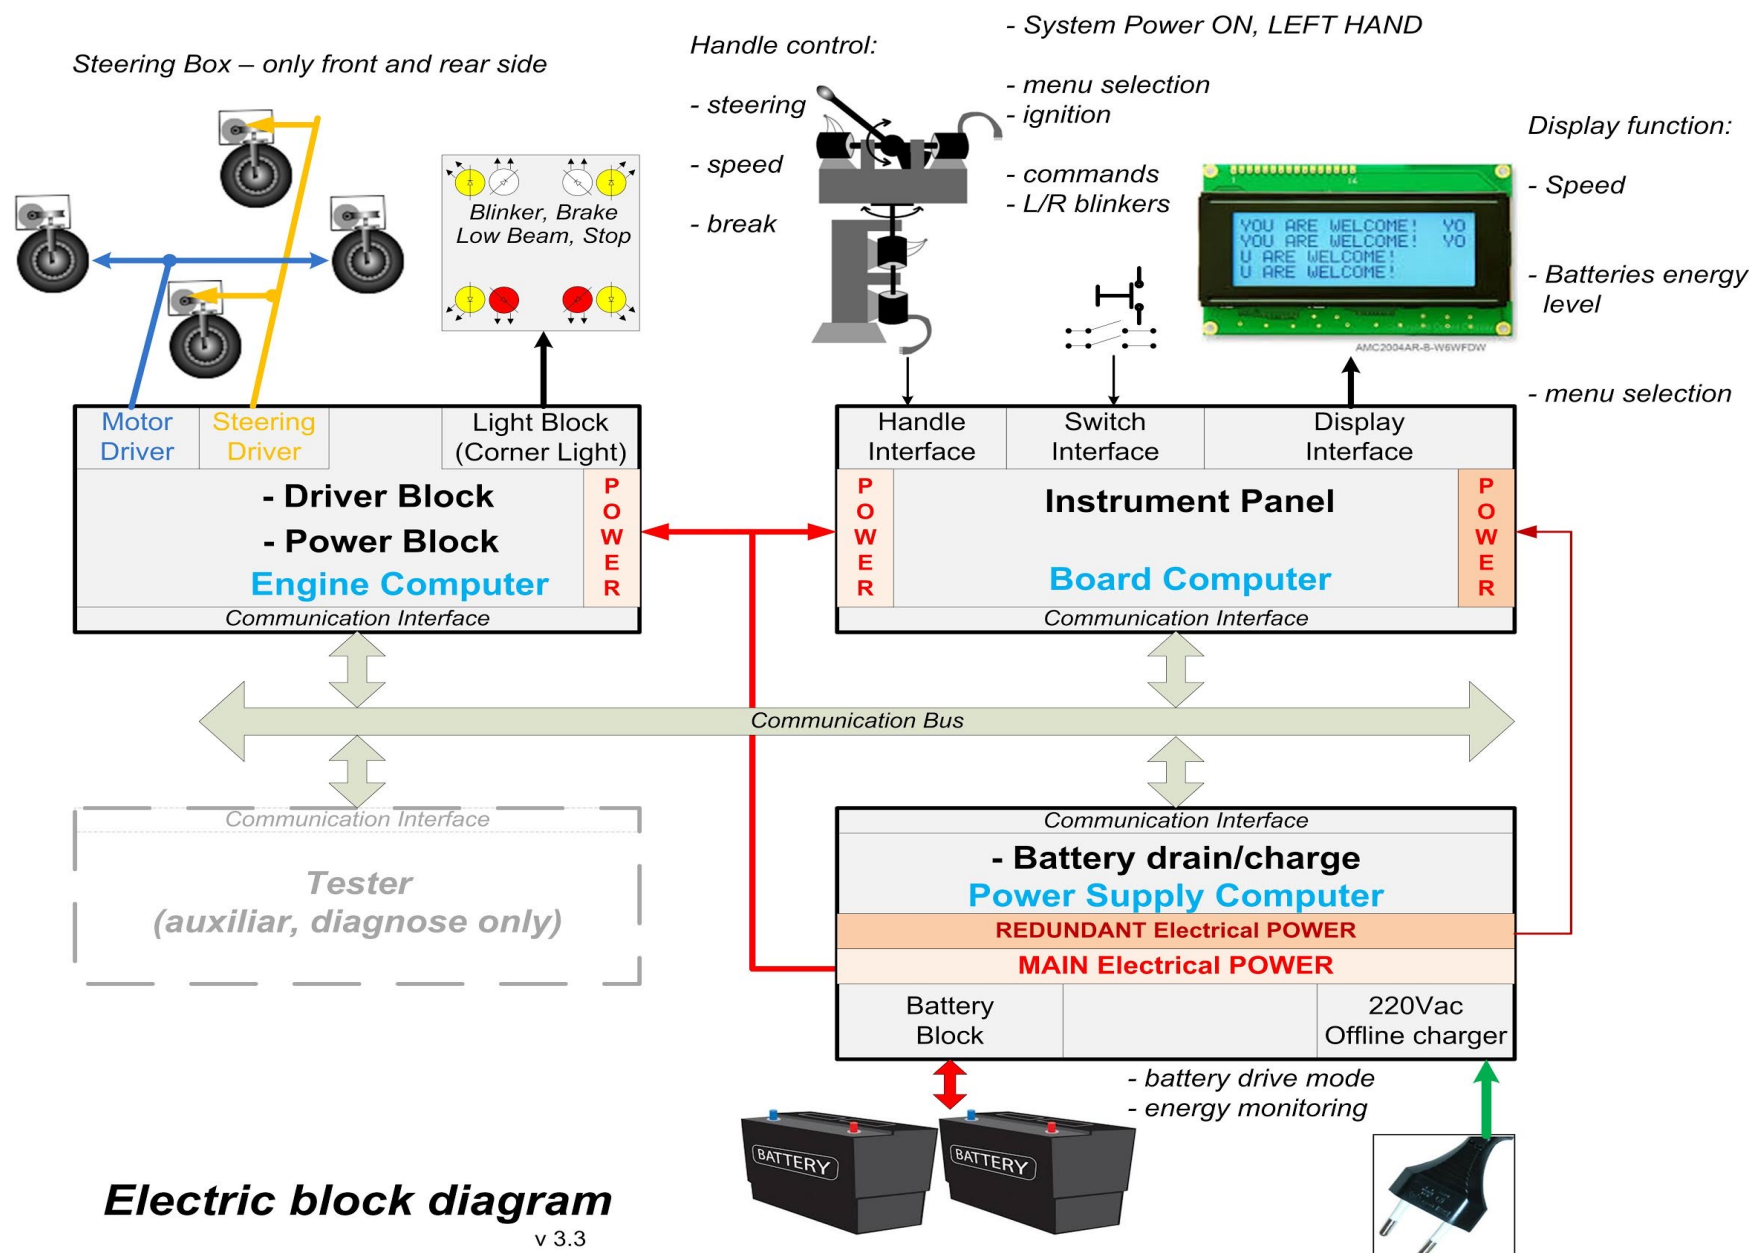 Steering Box – only front and rear side
Handle control:
- steering
- speed
- break
- System Power ON, LEFT HAND
- menu selection
- ignition
- commands
- L/R blinkers
Display function:
- Speed
- Batteries energy
level
- menu selection
Blinker, Brake
Low Beam, Stop
YOU ARE WELCOME! YO
YOU ARE WELCOME! YO
U ARE WELCOME!
U ARE WELCOME!
AMC2004AR-B-W6WFDW
Motor
Driver
Steering
Driver
Light Block
(Corner Light)
- Driver Block
- Power Block
Engine Computer
POWER
Communication Interface
Handle
Interface
Switch
Interface
Display
Interface
POWER
Instrument Panel
Board Computer
POWER
Communication Interface
Communication Bus
Communication Interface
Tester
(auxiliar, diagnose only)
Communication Interface
- Battery drain/charge
Power Supply Computer
REDUNDANT Electrical POWER
MAIN Electrical POWER
Battery
Block
220Vac
Offline charger
- battery drive mode
- energy monitoring
BATTERY
BATTERY
Electric block diagram
v 3.3